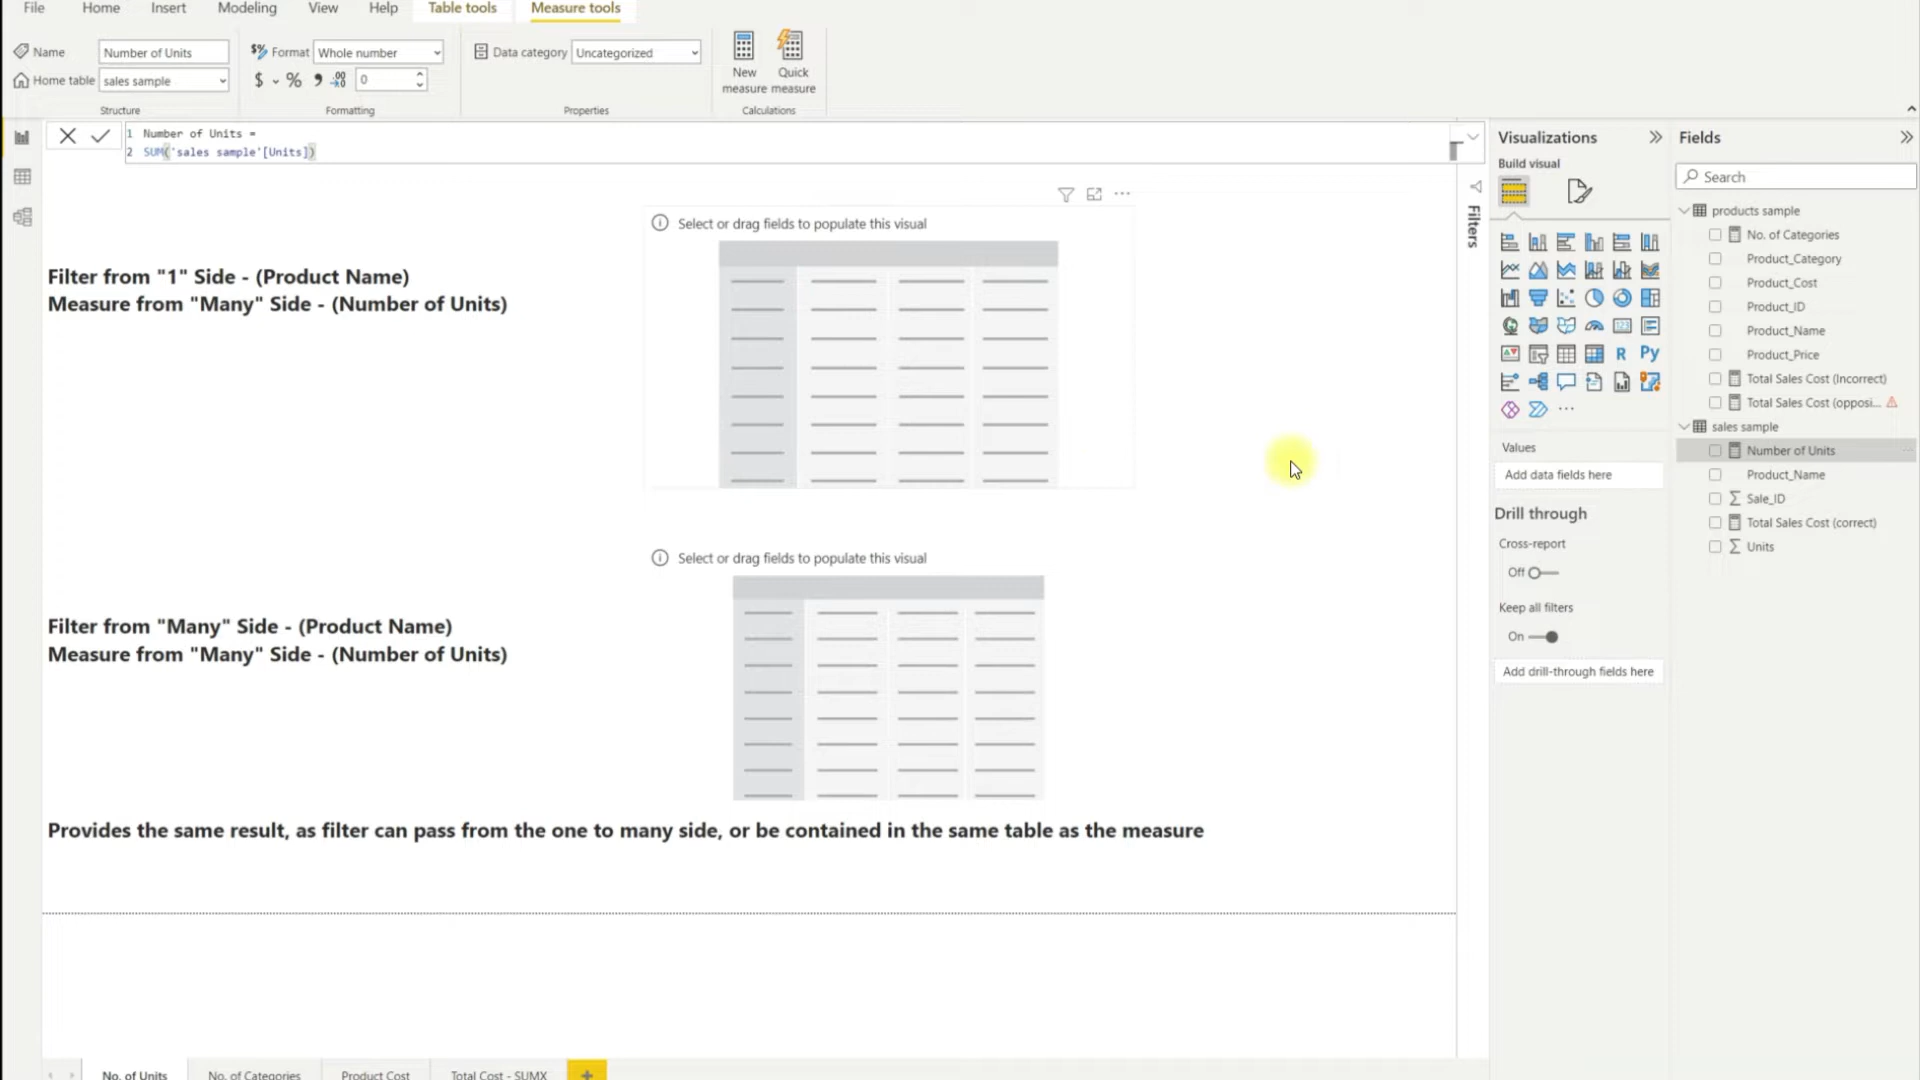 File Home Insert Modeling View Help Table tools Measure tools
Name Number of Units
Home table sales sample
Structure
Format Whole number
$ % 0
Formatting
Data category Uncategorized
Properties
New measure
Quick measure
Calculations
1 Number of Units =
2 SUM('sales sample'[Units])
Select or drag fields to populate this visual
Filter from "1" Side - (Product Name)
Measure from "Many" Side - (Number of Units)
Select or drag fields to populate this visual
Filter from "Many" Side - (Product Name)
Measure from "Many" Side - (Number of Units)
Provides the same result, as filter can pass from the one to many side, or be contained in the same table as the measure
No. of Units No. of Categories Product Cost Total Cost - SUMX +
Filters
Visualizations
Build visual
R Py
Values
Add data fields here
Drill through
Cross-report
Off
Keep all filters
On
Add drill-through fields here
Fields
Search
products sample
No. of Categories
Product_Category
Product_Cost
Product_ID
Product_Name
Product_Price
Total Sales Cost (Incorrect)
Total Sales Cost (opposi...
sales sample
Number of Units
Product_Name
Sale_ID
Total Sales Cost (correct)
Units